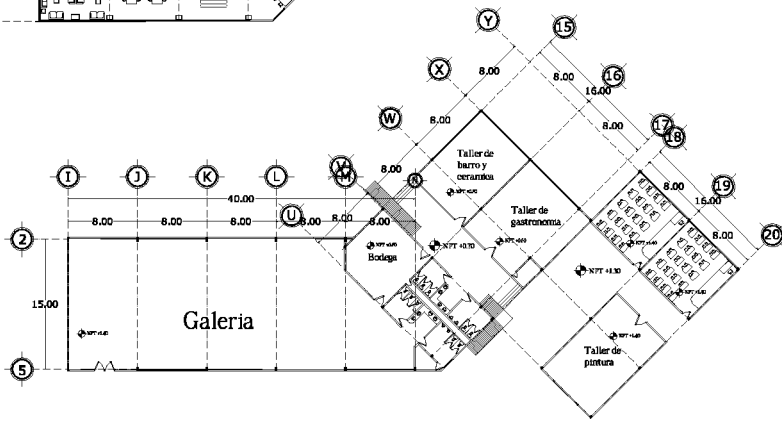 Y
15
X
8.00
8.00
16
16.00
W
8.00
8.00
17
18
Taller de
barro y
ceramica
I
J
K
L
M
V
N
8.00
8.00
19
40.00
16.00
U
8.00
8.00
8.00
8.00
8.00
8.00
8.00
20
Taller de
gastronomia
2
NPT +0.70
Bodega
NPT +1.30
15.00
Galeria
Taller de
pintura
5